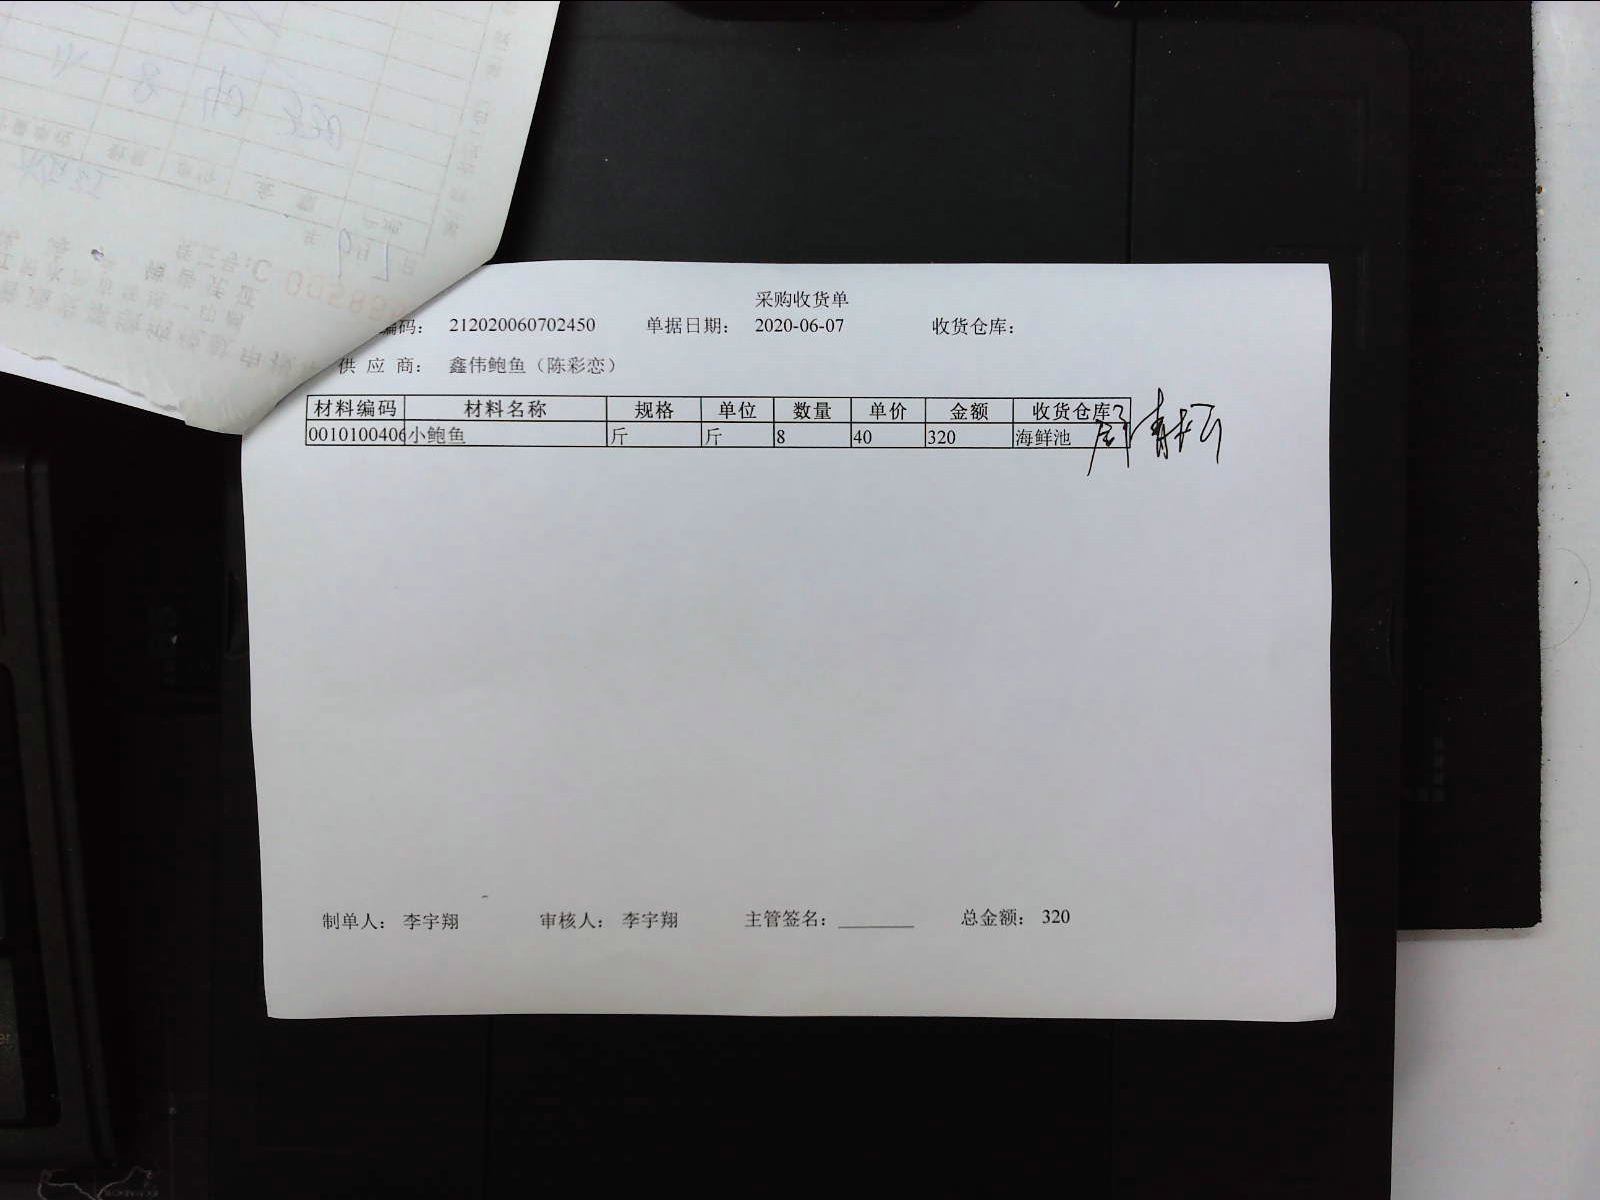 采购收货单
编码： 212020060702450 单据日期： 2020-06-07 收货仓库：
供 应 商： 鑫伟鲍鱼（陈彩恋）
材料编码 材料名称 规格 单位 数量 单价 金额 收货仓库
0010100406 小鲍鱼 斤 斤 8 40 320 海鲜池
制单人： 李宇翔 审核人： 李宇翔 主管签名： 总金额： 320